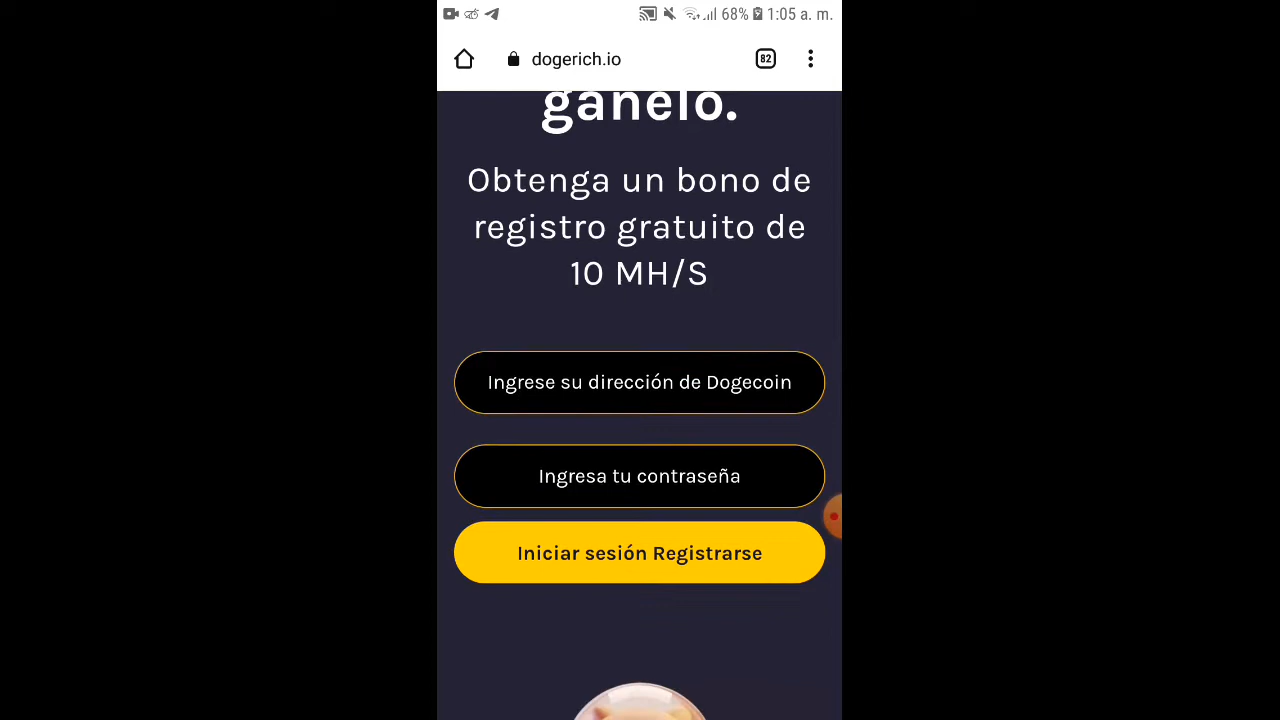 68% 1:05 a. m.
dogerich.io 82
gánelo.
Obtenga un bono de
registro gratuito de
10 MH/S
Ingrese su dirección de Dogecoin
Ingresa tu contraseña
Iniciar sesión Registrarse